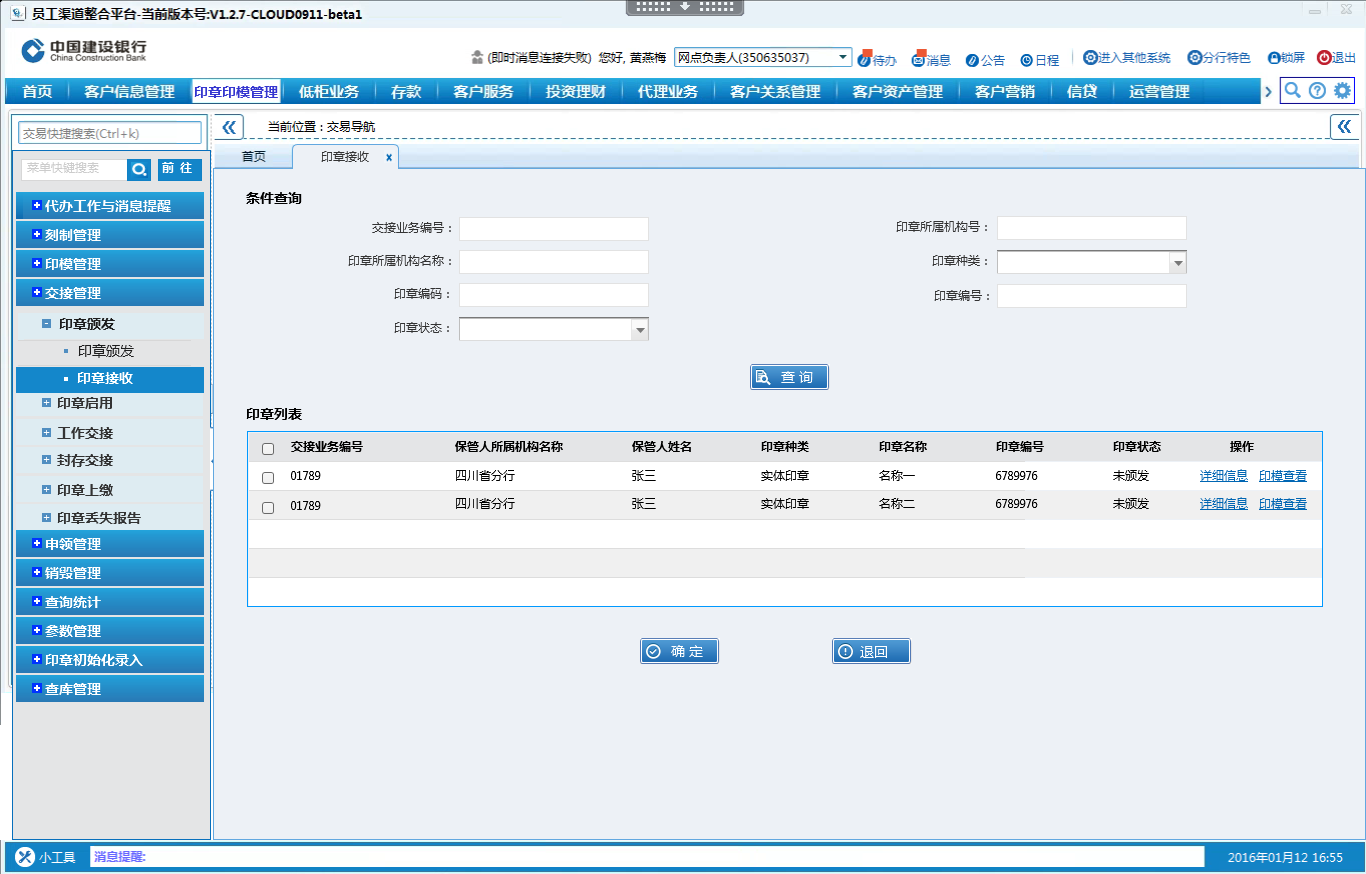 员工渠道整合平台-当前版本号:V1.2.7-CLOUD0911-beta1
中国建设银行
China Construction Bank
(即时消息连接失败) 您好, 黄燕梅 网点负责人(350635037) 待办 消息 公告 日程 进入其他系统 分行特色 锁屏 退出
首页 客户信息管理 印章印模管理 低柜业务 存款 客户服务 投资理财 代理业务 客户关系管理 客户资产管理 客户营销 信贷 运营管理
交易快捷搜索(Ctrl+k)
当前位置：交易导航
菜单快键搜索 前 往
首页 印章接收 x
代办工作与消息提醒
刻制管理
印模管理
交接管理
印章颁发
印章颁发
印章接收
印章启用
工作交接
封存交接
印章上缴
印章丢失报告
申领管理
销毁管理
查询统计
参数管理
印章初始化录入
查库管理
条件查询
交接业务编号： 印章所属机构号：
印章所属机构名称： 印章种类：
印章编码： 印章编号：
印章状态：
查 询
印章列表
交接业务编号 保管人所属机构名称 保管人姓名 印章种类 印章名称 印章编号 印章状态 操作
01789 四川省分行 张三 实体印章 名称一 6789976 未颁发 详细信息 印模查看
01789 四川省分行 张三 实体印章 名称二 6789976 未颁发 详细信息 印模查看
确 定 退回
小工具 消息提醒: 2016年01月12 16:55